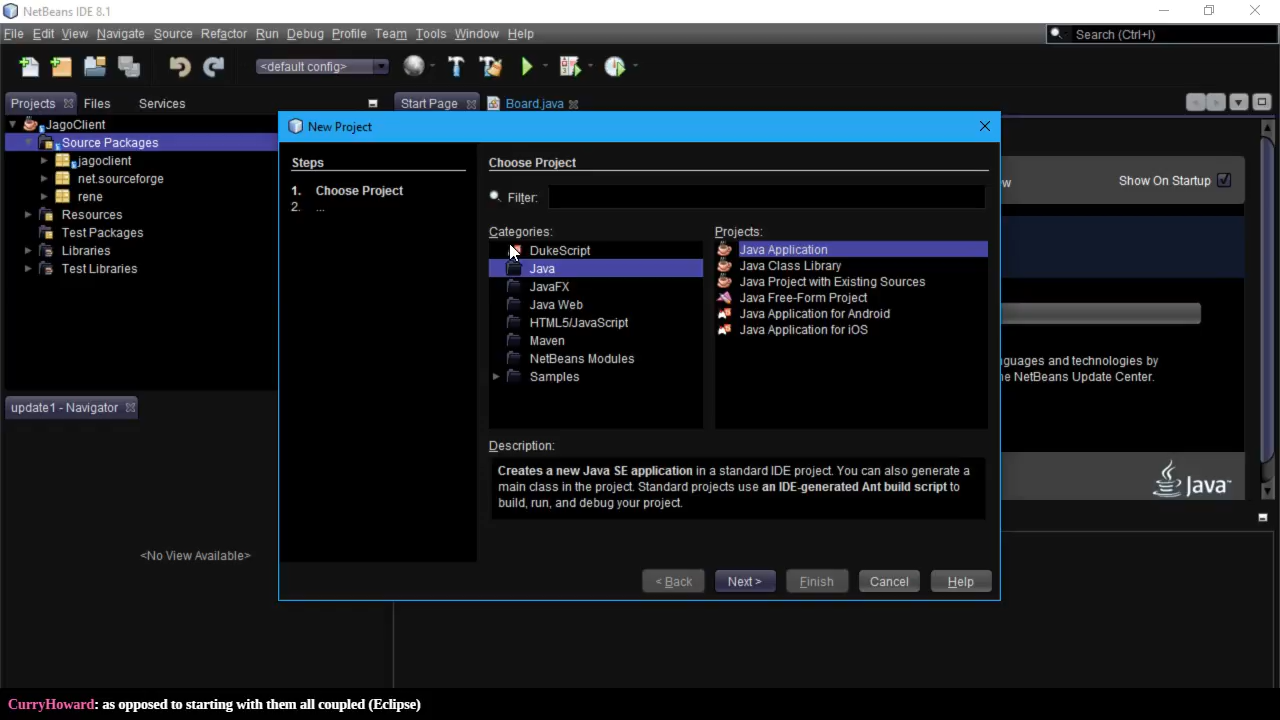 NetBeans IDE 8.1
File Edit View Navigate Source Refactor Run Debug Profile Team Tools Window Help
Search (Ctrl+I)
<default config>
Projects Files Services
Start Page Board.java
JagoClient
Source Packages
jagoclient
net.sourceforge
rene
Resources
Test Packages
Libraries
Test Libraries
update1 - Navigator
<No View Available>
New Project
Steps
1. Choose Project
2. ...
Choose Project
Filter:
Categories:
DukeScript
Java
JavaFX
Java Web
HTML5/JavaScript
Maven
NetBeans Modules
Samples
Projects:
Java Application
Java Class Library
Java Project with Existing Sources
Java Free-Form Project
Java Application for Android
Java Application for iOS
Description:
Creates a new Java SE application in a standard IDE project. You can also generate a
main class in the project. Standard projects use an IDE-generated Ant build script to
build, run, and debug your project.
< Back Next > Finish Cancel Help
w
Show On Startup
guages and technologies by
e NetBeans Update Center.
Java™
CurryHoward: as opposed to starting with them all coupled (Eclipse)